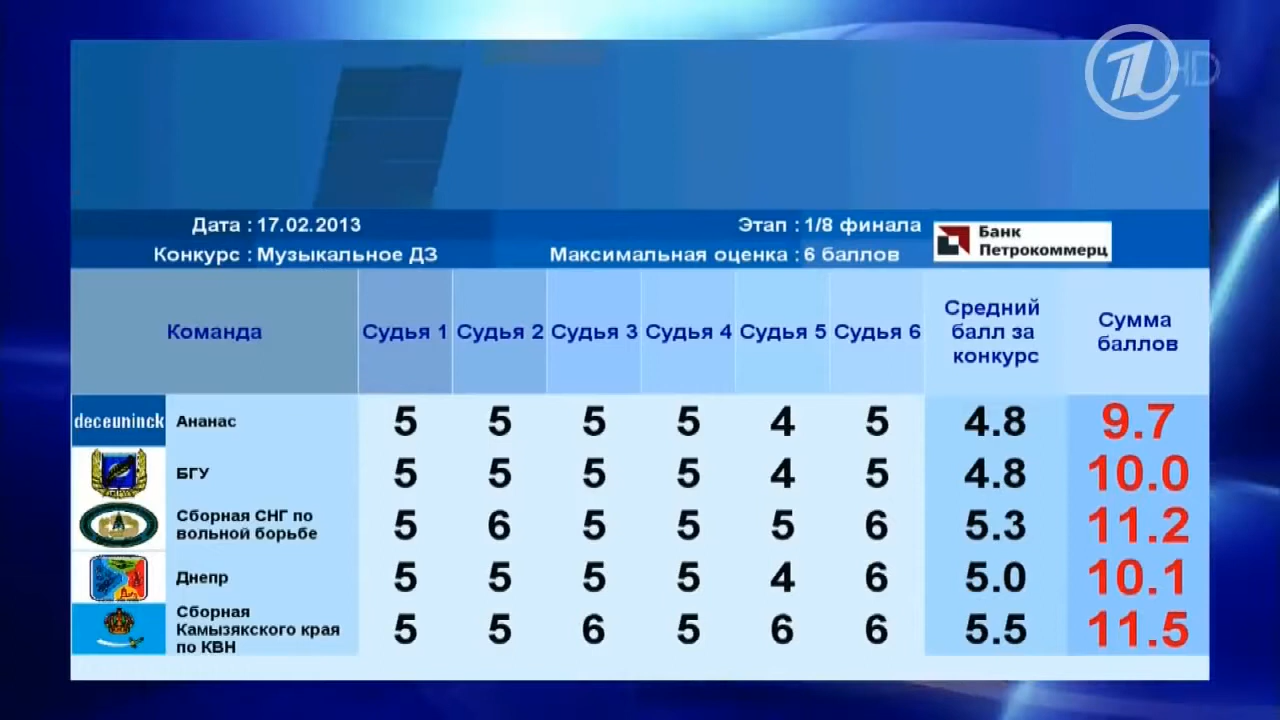 HD
Дата : 17.02.2013
Этап : 1/8 финала
Конкурс : Музыкальное ДЗ
Максимальная оценка : 6 баллов
Банк
Петрокоммерц
Команда
Судья 1
Судья 2
Судья 3
Судья 4
Судья 5
Судья 6
Средний
балл за
конкурс
Сумма
баллов
deceuninck Ананас 5 5 5 5 4 5 4.8 9.7
БГУ 5 5 5 5 4 5 4.8 10.0
Сборная СНГ по
вольной борьбе
5 6 5 5 5 6 5.3 11.2
Днепр 5 5 5 5 4 6 5.0 10.1
Сборная
Камызякского края
по КВН
5 5 6 5 6 6 5.5 11.5